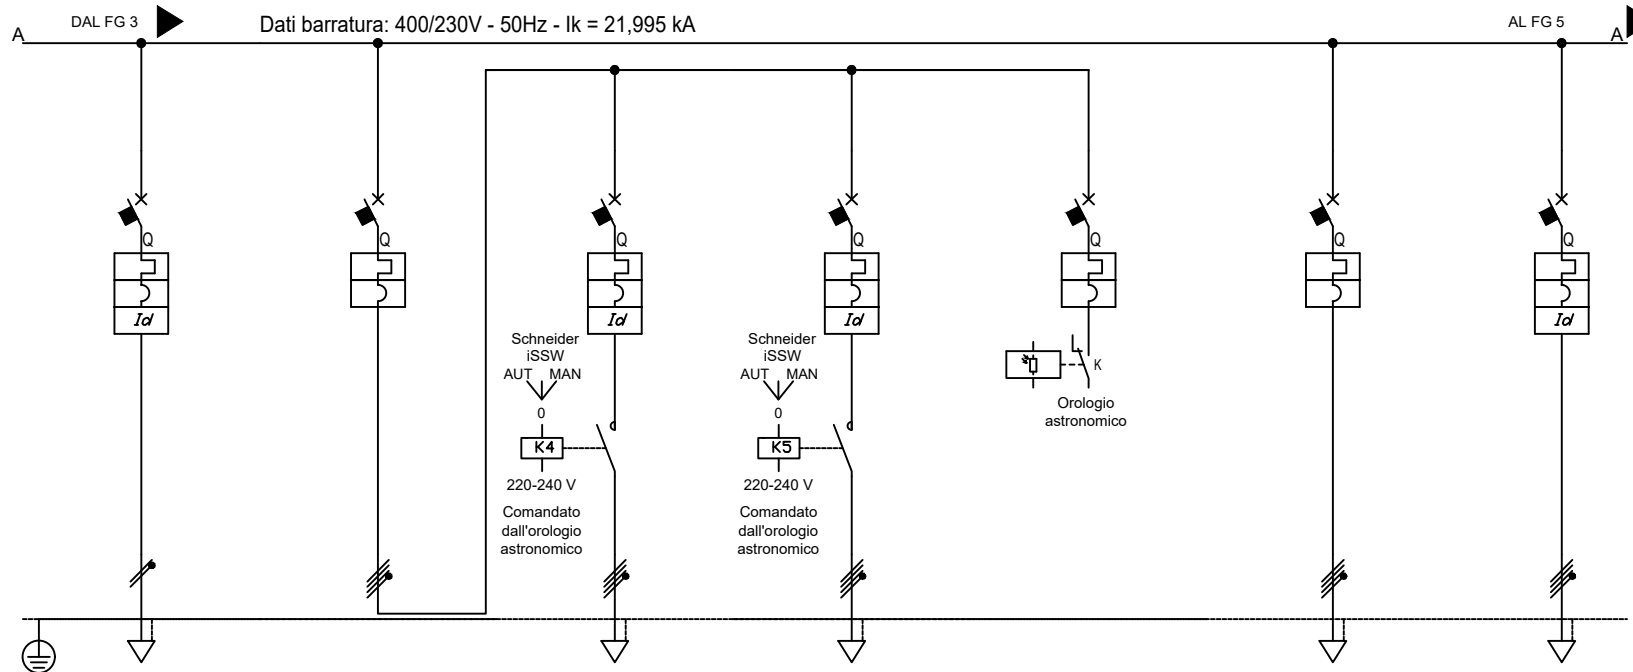 DAL FG 3
Dati barratura: 400/230V - 50Hz - Ik = 21,995 kA
AL FG 5
A
A
Q
Q
Q
Q
Q
Q
Q
Id
Id
Id
Id
Schneider
iSSW
AUT MAN
0
K4
220-240 V
Comandato
dall'orologio
astronomico
Schneider
iSSW
AUT MAN
0
K5
220-240 V
Comandato
dall'orologio
astronomico
K
Orologio
astronomico